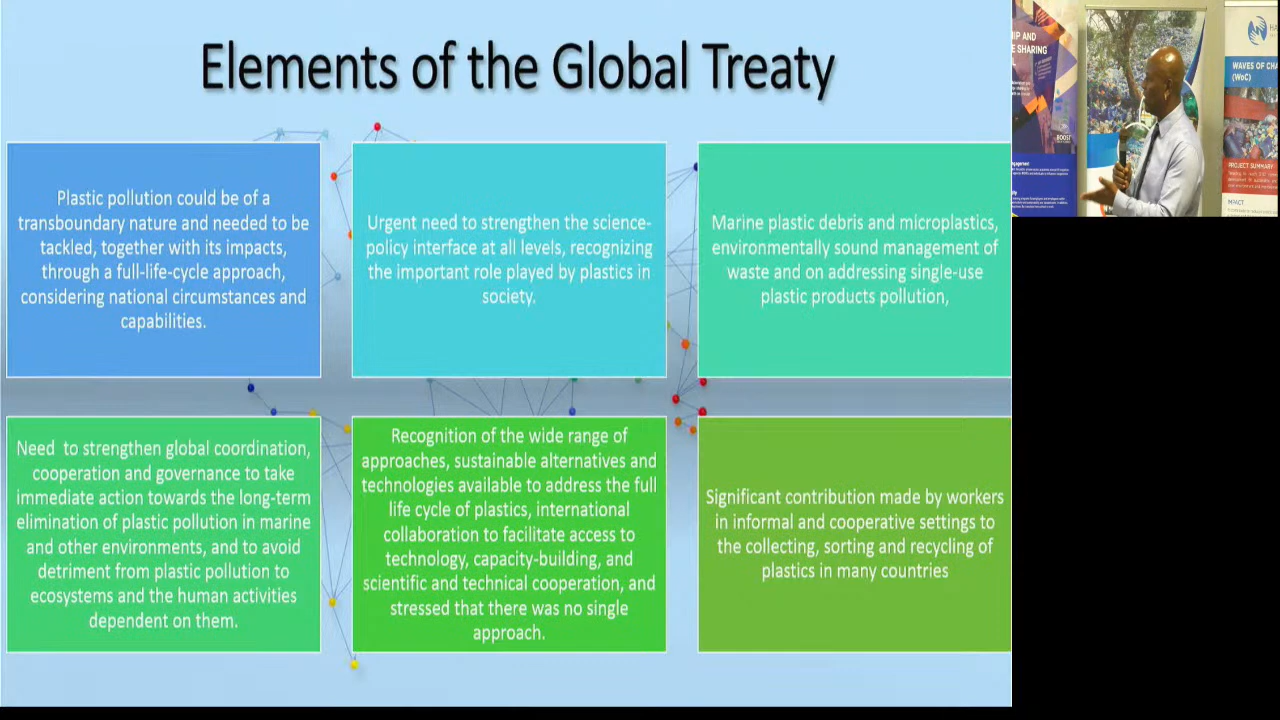 Elements of the Global Treaty
Plastic pollution could be of a
transboundary nature and needed to be
tackled, together with its impacts,
through a full-life-cycle approach,
considering national circumstances and
capabilities.
Urgent need to strengthen the science-
policy interface at all levels, recognizing
the important role played by plastics in
society.
Marine plastic debris and microplastics,
environmentally sound management of
waste and on addressing single-use
plastic products pollution,
Need  to strengthen global coordination,
cooperation and governance to take
immediate action towards the long-term
elimination of plastic pollution in marine
and other environments, and to avoid
detriment from plastic pollution to
ecosystems and the human activities
dependent on them.
Recognition of the wide range of
approaches, sustainable alternatives and
technologies available to address the full
life cycle of plastics, international
collaboration to facilitate access to
technology, capacity-building, and
scientific and technical cooperation, and
stressed that there was no single
approach.
Significant contribution made by workers
in informal and cooperative settings to
the collecting, sorting and recycling of
plastics in many countries
IP AND
E SHARING
BOOST
WAVES OF CHA
(WoC)
PROJECT SUMMARY
IMPACT